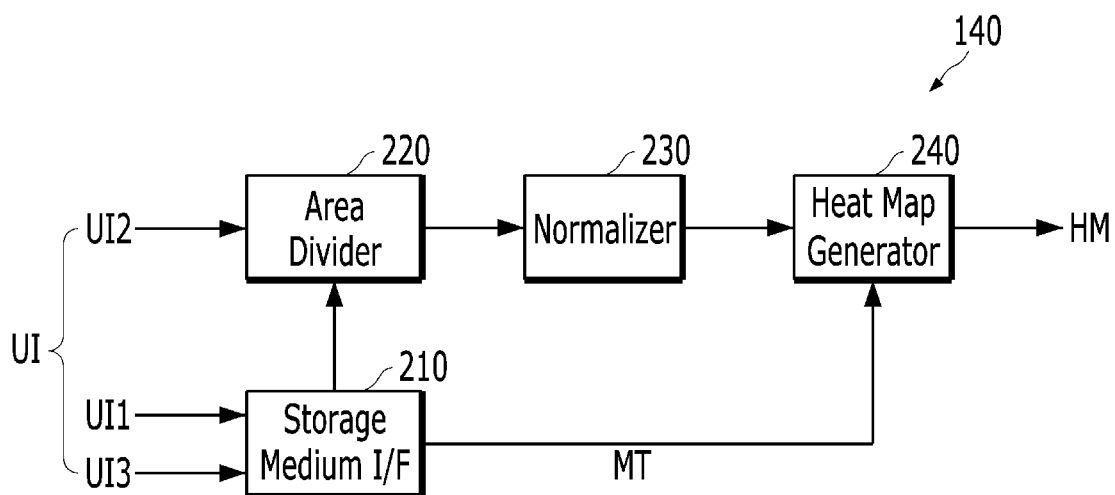 140
220
230
240
UI2
Area
Divider
Normalizer
Heat Map
Generator
HM
UI
210
UI1
Storage
Medium I/F
UI3
MT